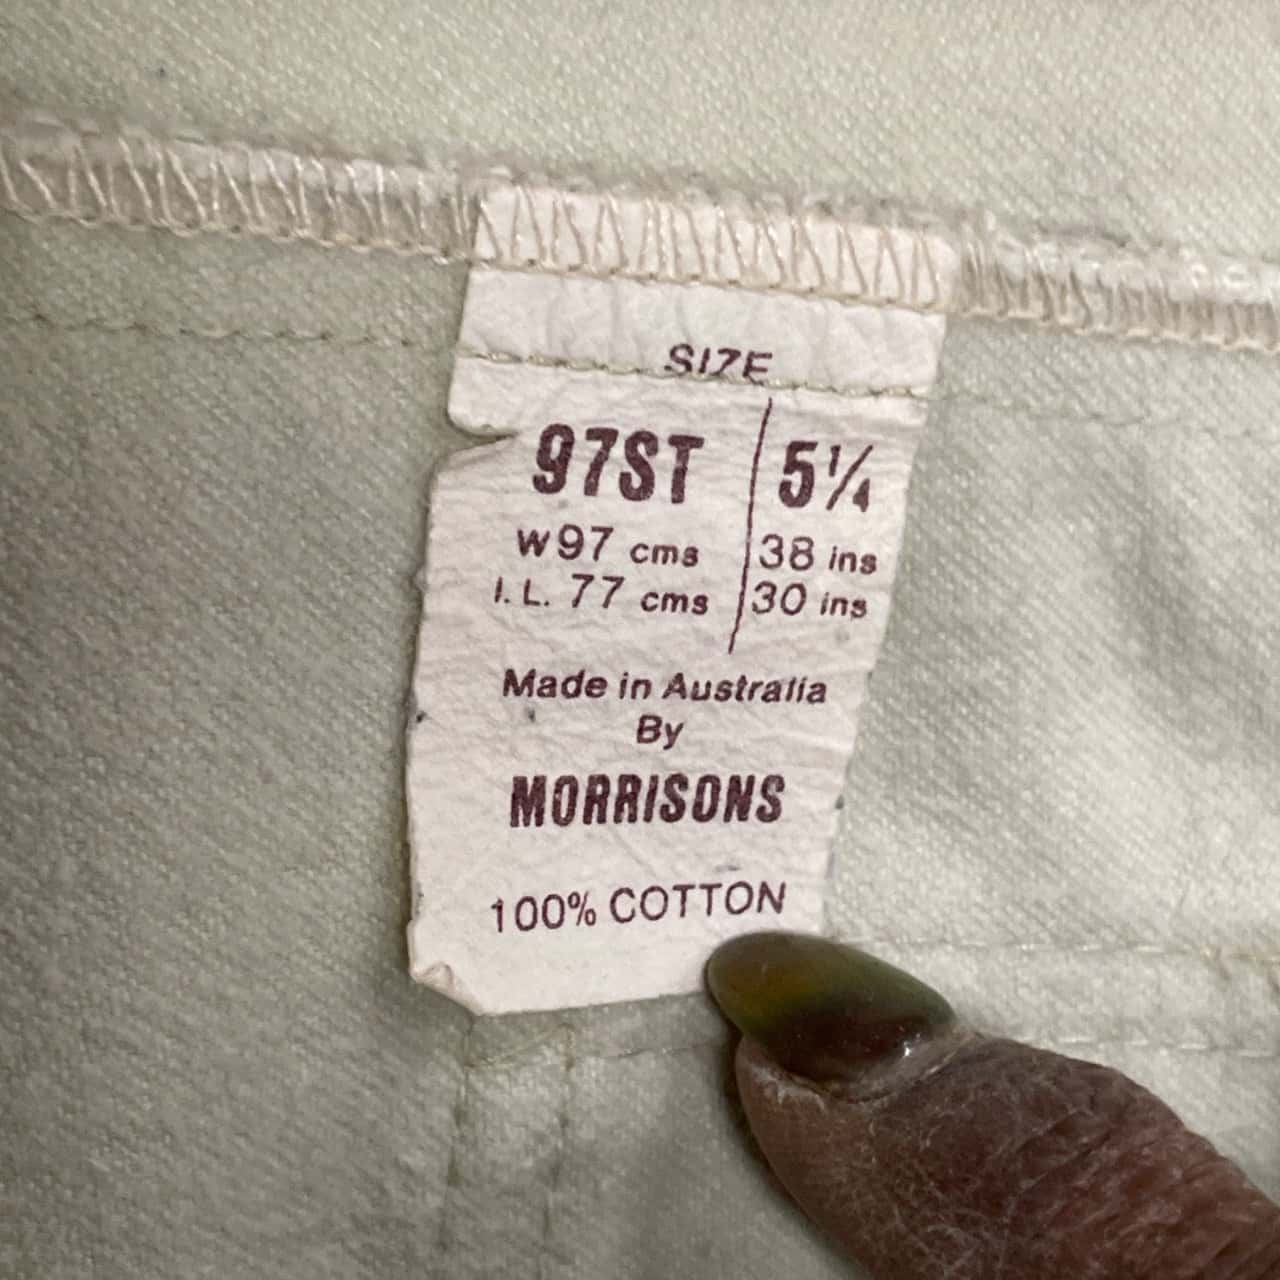 SIZE
97ST 5¼
W97 cms 38 ins
I.L. 77 cms 30 ins
Made in Australia
By
MORRISONS
100% COTTON